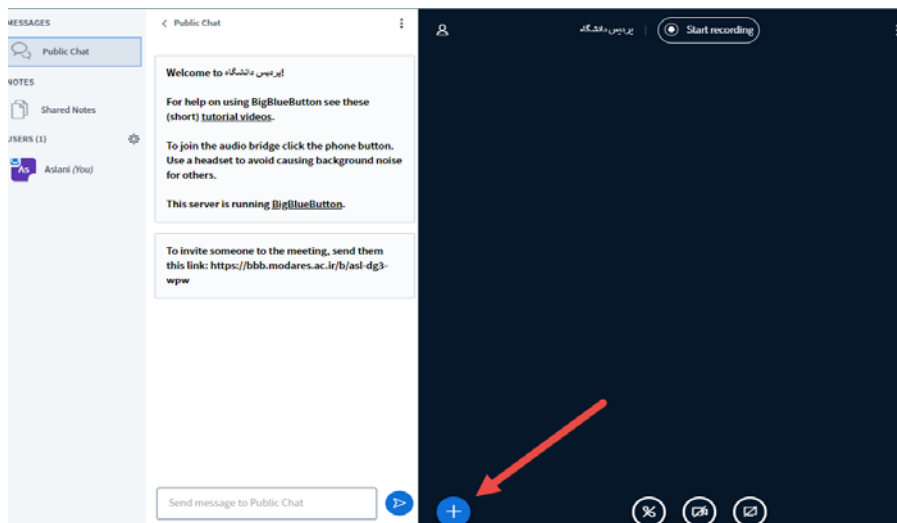 MESSAGES
Public Chat
NOTES
Shared Notes
USERS (1)
As
Aslani (You)
Public Chat
Welcome to پردیس دانشگاه!
For help on using BigBlueButton see these
(short) tutorial videos.
To join the audio bridge click the phone button.
Use a headset to avoid causing background noise
for others.
This server is running BigBlueButton.
To invite someone to the meeting, send them
this link: https://bbb.modares.ac.ir/b/asl-dg3-
wpw
Send message to Public Chat
پردیس دانشگاه | Start recording